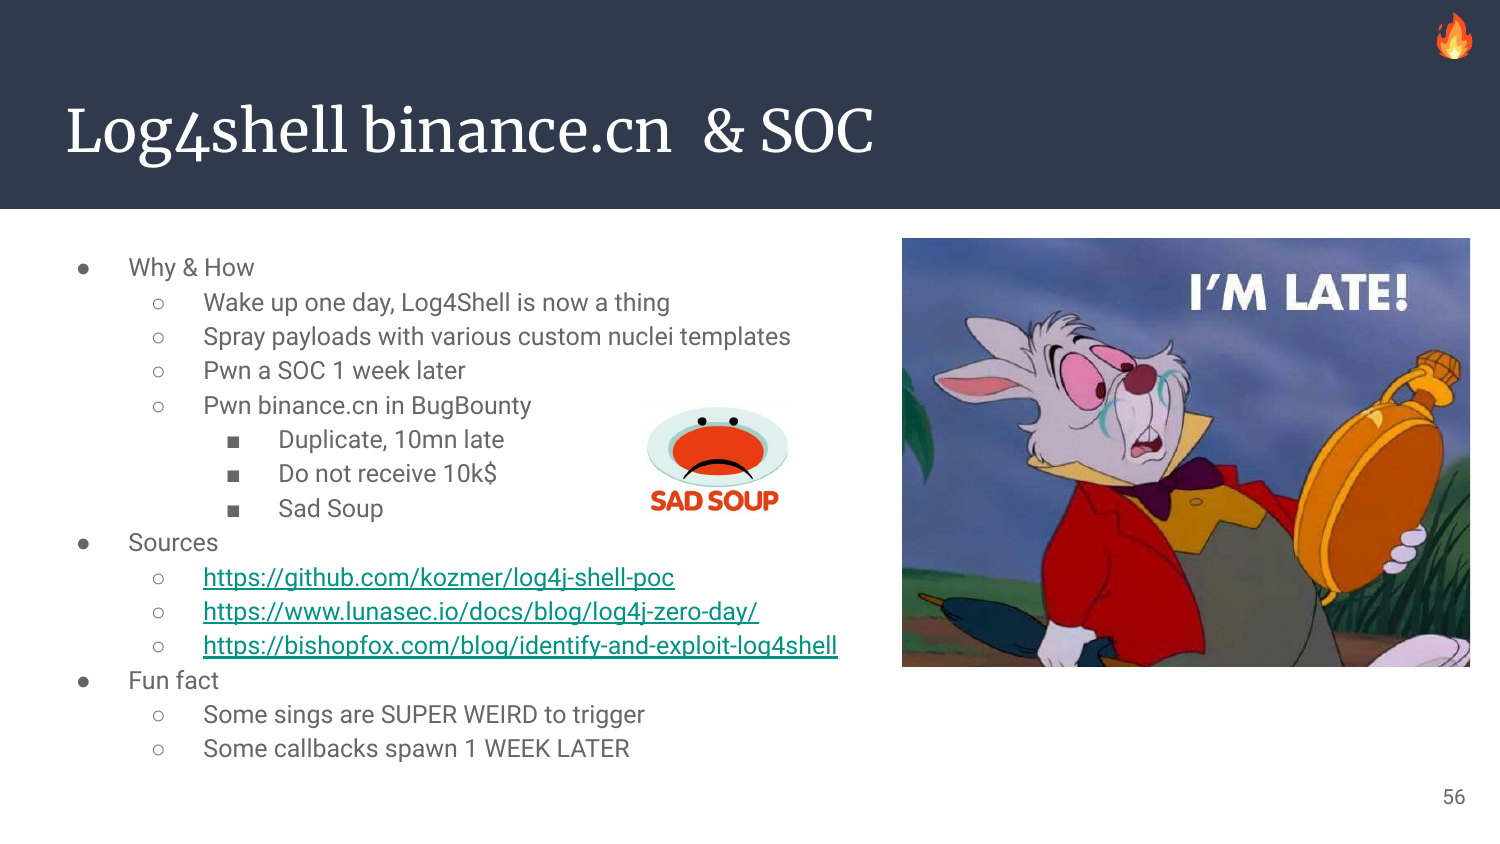 Log4shell binance.cn & SOC
● Why & How
○ Wake up one day, Log4Shell is now a thing
○ Spray payloads with various custom nuclei templates
○ Pwn a SOC 1 week later
○ Pwn binance.cn in BugBounty
■ Duplicate, 10mn late
■ Do not receive 10k$
■ Sad Soup
● Sources
○ https://github.com/kozmer/log4j-shell-poc
○ https://www.lunasec.io/docs/blog/log4j-zero-day/
○ https://bishopfox.com/blog/identify-and-exploit-log4shell
● Fun fact
○ Some sings are SUPER WEIRD to trigger
○ Some callbacks spawn 1 WEEK LATER
SAD SOUP
I'M LATE!
56